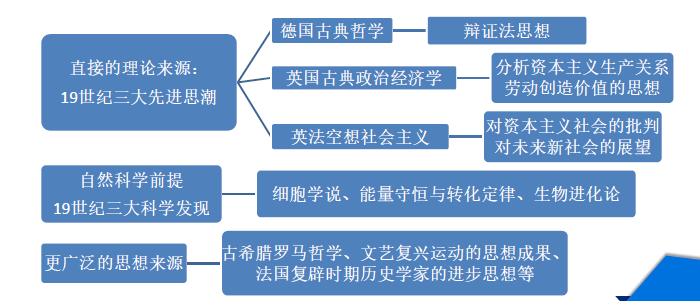 直接的理论来源：
19世纪三大先进思潮
德国古典哲学
辩证法思想
英国古典政治经济学
分析资本主义生产关系
劳动创造价值的思想
英法空想社会主义
对资本主义社会的批判
对未来新社会的展望
自然科学前提
19世纪三大科学发现
细胞学说、能量守恒与转化定律、生物进化论
更广泛的思想来源
古希腊罗马哲学、文艺复兴运动的思想成果、
法国复辟时期历史学家的进步思想等